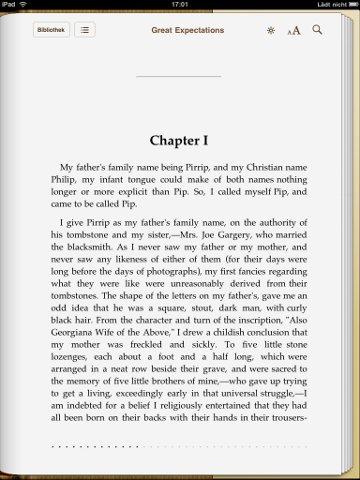 iPad
17:01
Lädt nicht
Bibliothek
Great Expectations
AA
Chapter I
My father's family name being Pirrip, and my Christian name
Philip, my infant tongue could make of both names nothing
longer or more explicit than Pip. So, I called myself Pip, and
came to be called Pip.
I give Pirrip as my father's family name, on the authority of
his tombstone and my sister,—Mrs. Joe Gargery, who married
the blacksmith. As I never saw my father or my mother, and
never saw any likeness of either of them (for their days were
long before the days of photographs), my first fancies regarding
what they were like were unreasonably derived from their
tombstones. The shape of the letters on my father's, gave me an
odd idea that he was a square, stout, dark man, with curly
black hair. From the character and turn of the inscription, "Also
Georgiana Wife of the Above," I drew a childish conclusion that
my mother was freckled and sickly. To five little stone
lozenges, each about a foot and a half long, which were
arranged in a neat row beside their grave, and were sacred to
the memory of five little brothers of mine,—who gave up trying
to get a living, exceedingly early in that universal struggle,—I
am indebted for a belief I religiously entertained that they had
all been born on their backs with their hands in their trousers-